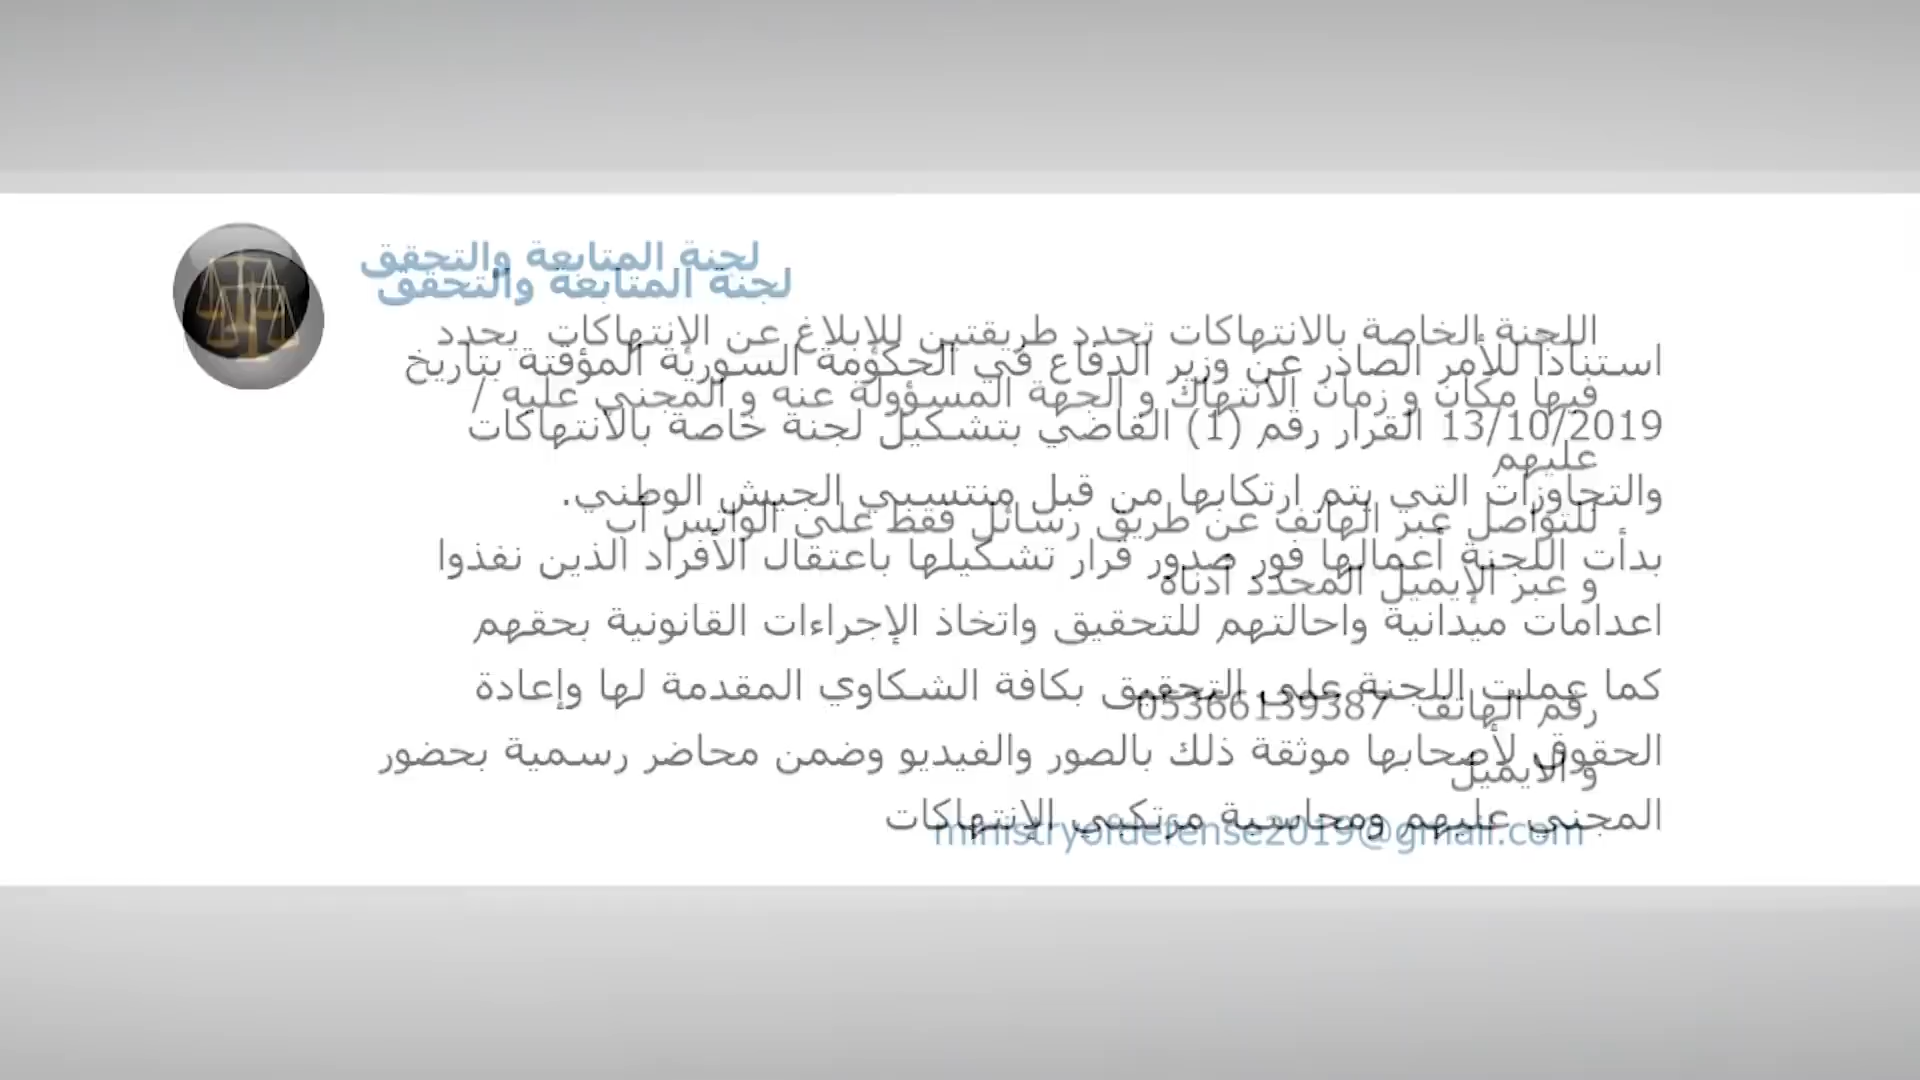 لجنة المتابعة والتحقق
اللجنة الخاصة بالانتهاكات تحدد طريقتين للإبلاغ عن الإنتهاكات يحدد
فيها مكان و زمان الانتهاك و الجهة المسؤولة عنه و المجني عليه /
عليهم
للتواصل عبر الهاتف عن طريق رسائل فقط على الواتس اب
و عبر الإيميل المحدد أدناه
رقم الهاتف 05366139387
و الايميل
ministryofdefense2019@gmail.com
لجنة المتابعة والتحقق
استنادا للأمر الصادر عن وزير الدفاع في الحكومة السورية المؤقتة بتاريخ
13/10/2019 القرار رقم (1) القاضي بتشكيل لجنة خاصة بالانتهاكات
والتجاوزات التي يتم ارتكابها من قبل منتسبي الجيش الوطني.
بدأت اللجنة أعمالها فور صدور قرار تشكيلها باعتقال الأفراد الذين نفذوا
اعدامات ميدانية واحالتهم للتحقيق واتخاذ الإجراءات القانونية بحقهم
كما عملت اللجنة على التحقيق بكافة الشكاوي المقدمة لها وإعادة
الحقوق لأصحابها موثقة ذلك بالصور والفيديو وضمن محاضر رسمية بحضور
المجني عليهم ومحاسبة مرتكبي الإنتهاكات